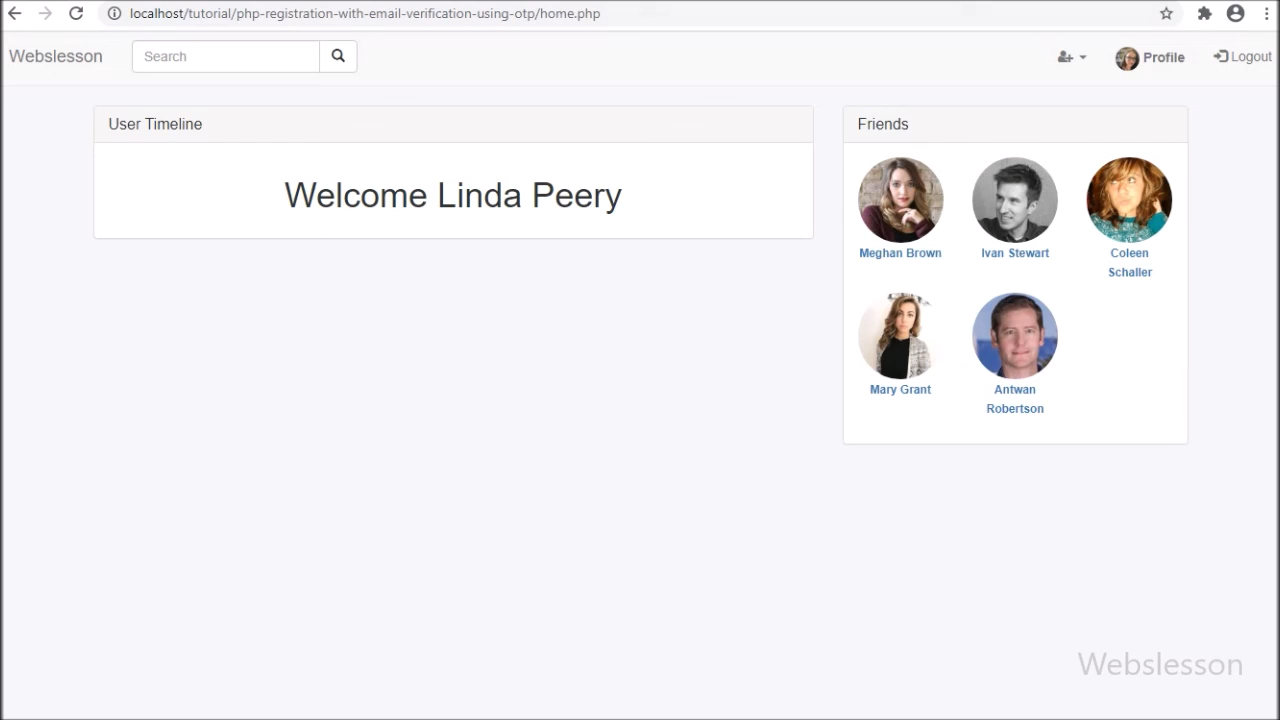 localhost/tutorial/php-registration-with-email-verification-using-otp/home.php
Webslesson
Search
Profile
Logout
User Timeline
Welcome Linda Peery
Friends
Meghan Brown
Ivan Stewart
Coleen
Schaller
Mary Grant
Antwan
Robertson
Webslesson